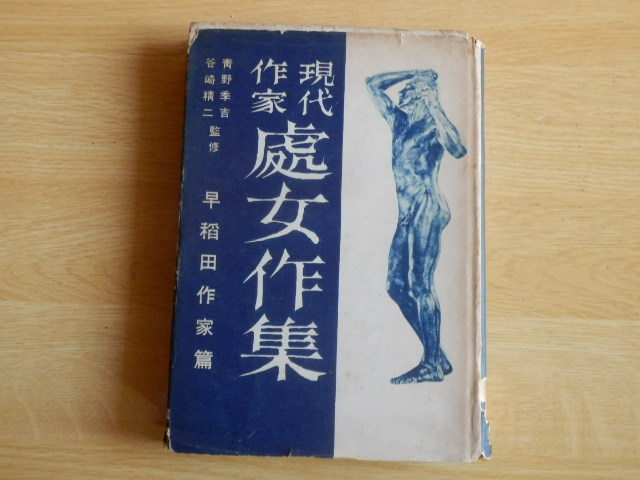 現代
作家
處女作集
青野季吉
谷崎精二
監修
早稲田作家篇